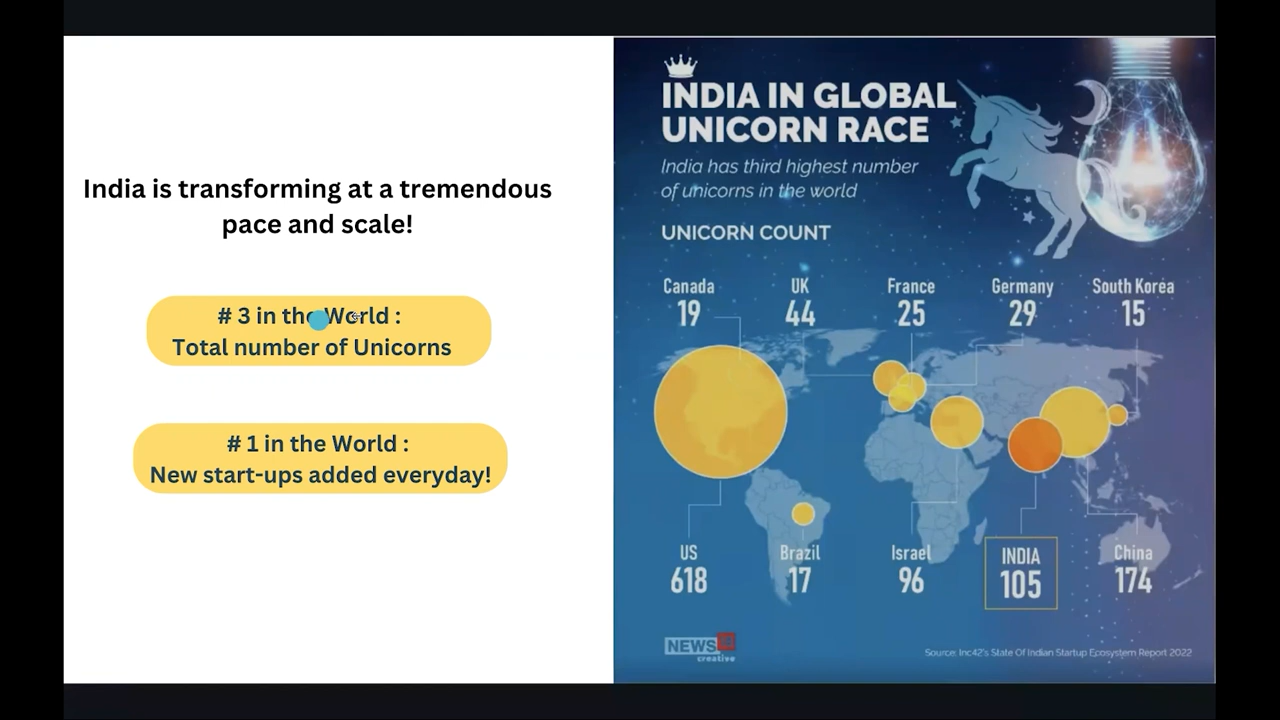 India is transforming at a tremendous
pace and scale!
# 3 in the World :
Total number of Unicorns
# 1 in the World :
New start-ups added everyday!
INDIA IN GLOBAL
UNICORN RACE
India has third highest number
of unicorns in the world
UNICORN COUNT
Canada
19
UK
44
France
25
Germany
29
South Korea
15
US
618
Brazil
17
Israel
96
INDIA
105
China
174
NEWS
creative
Source: Inc42's State Of Indian Startup Ecosystem Report 2022